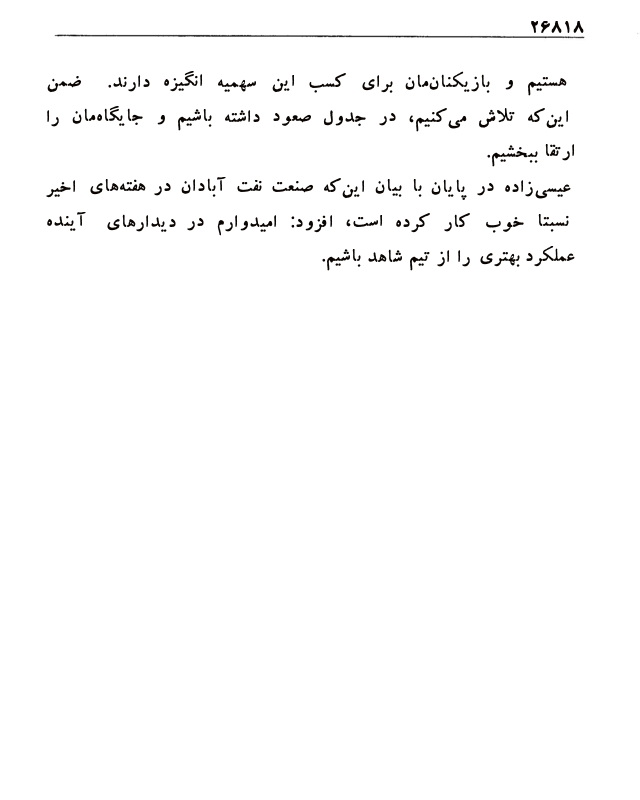 ۲۶۸۱۸
هستیم و بازیکنان‌مان برای کسب این سهمیه انگیزه دارند. ضمن
این‌که تلاش می‌کنیم، در جدول صعود داشته باشیم و جایگاه‌مان را
ارتقا ببخشیم.
عیسی‌زاده در پایان با بیان این‌که صنعت نفت آبادان در هفته‌های اخیر
نسبتا خوب کار کرده است، افزود: امیدوارم در دیدارهای آینده
عملکرد بهتری را از تیم شاهد باشیم.